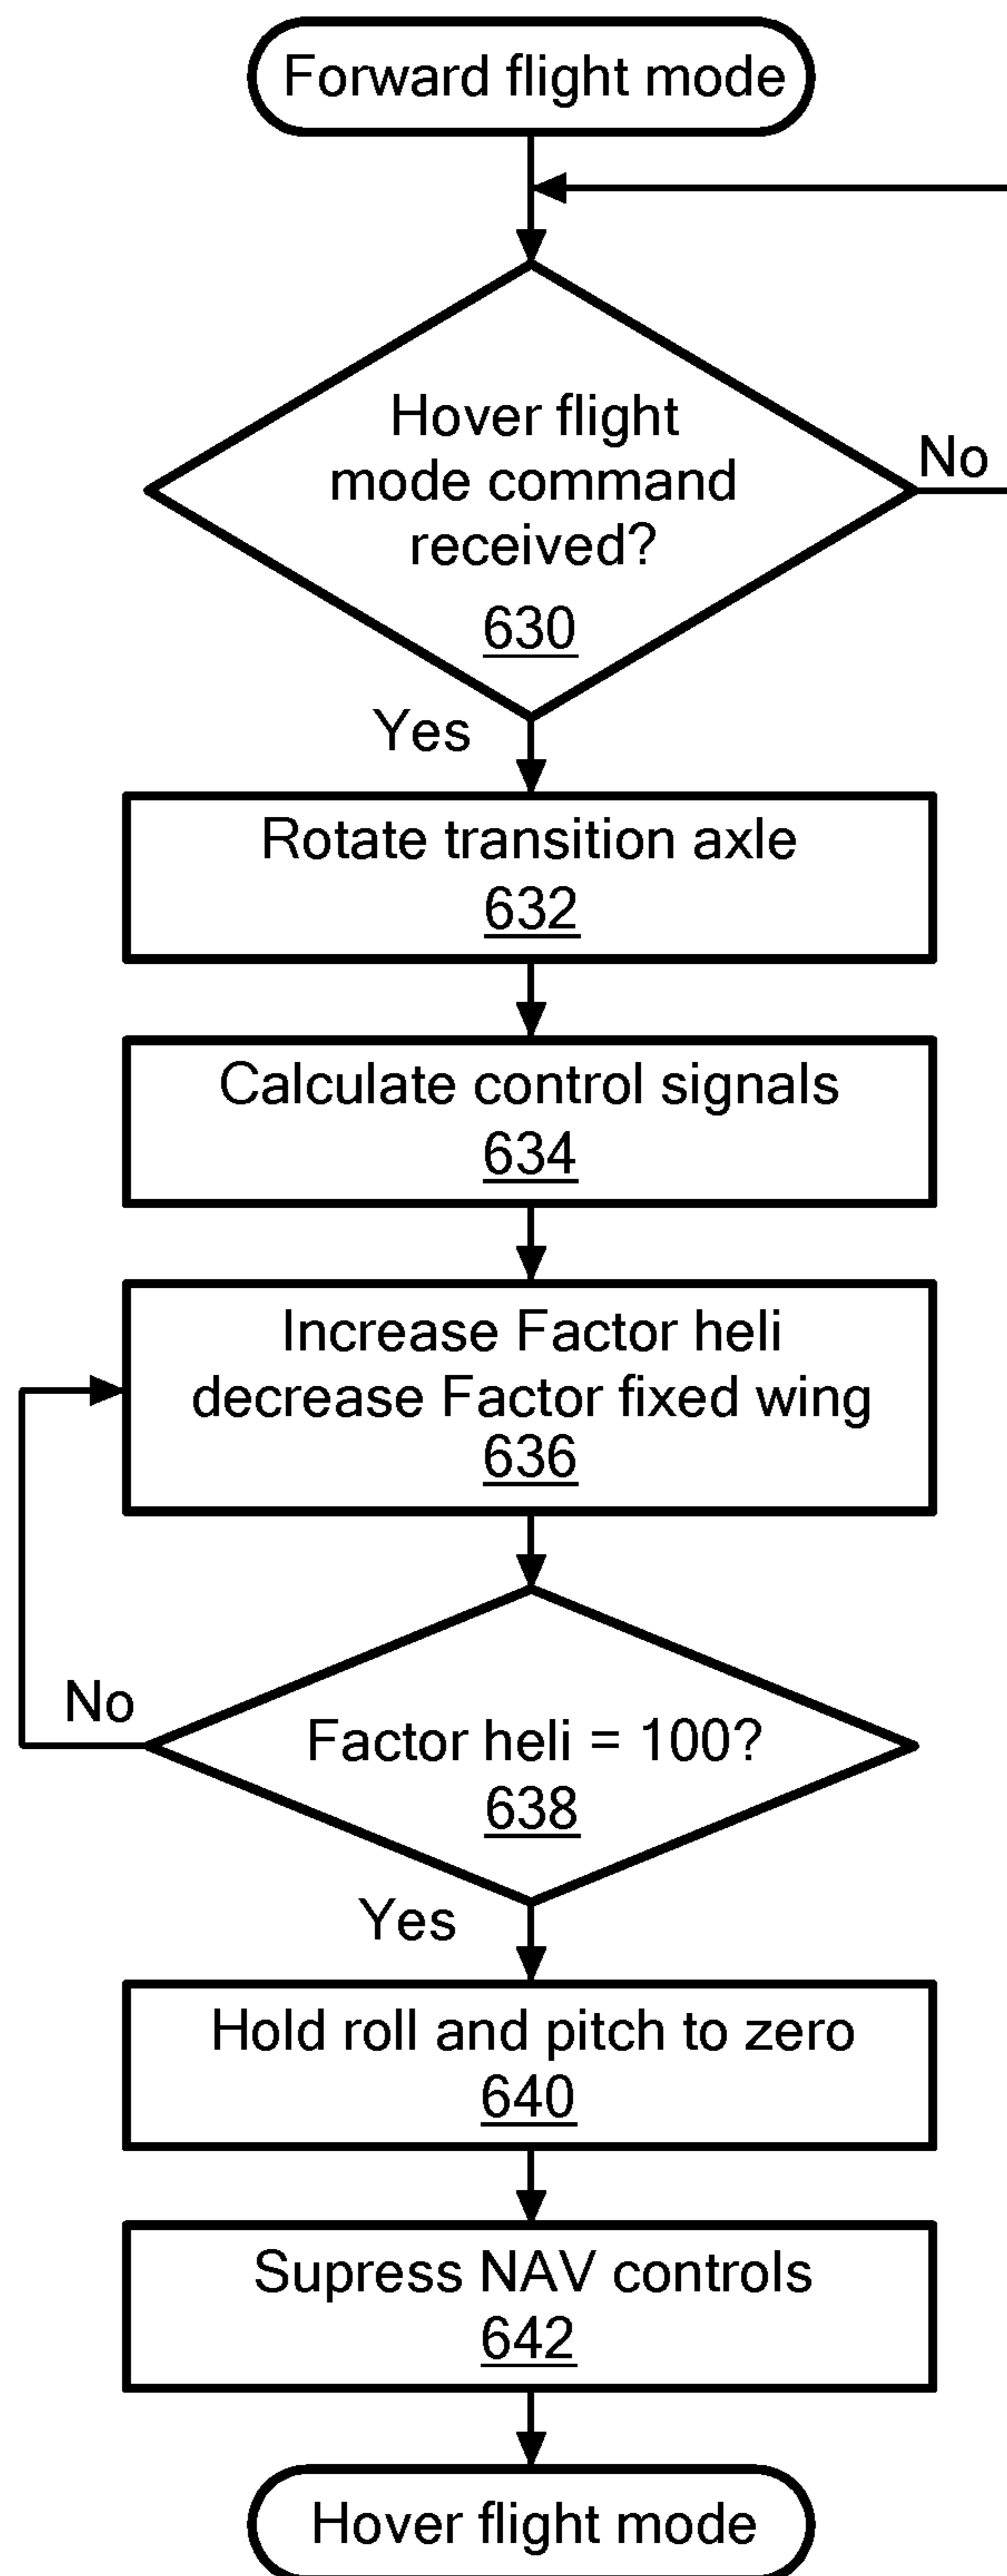 Forward flight mode
Hover flight
mode command
received?
630
No
Yes
Rotate transition axle
632
Calculate control signals
634
Increase Factor heli
decrease Factor fixed wing
636
No
Factor heli = 100?
638
Yes
Hold roll and pitch to zero
640
Supress NAV controls
642
Hover flight mode